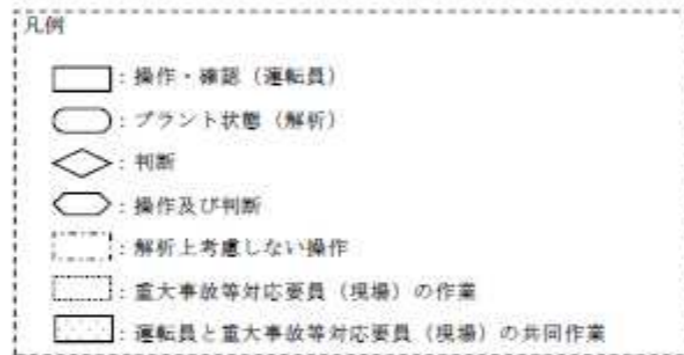 凡例
：操作・確認（運転員）
：プラント状態（解析）
：判断
：操作及び判断
：解析上考慮しない操作
：重大事故等対応要員（現場）の作業
：運転員と重大事故等対応要員（現場）の共同作業